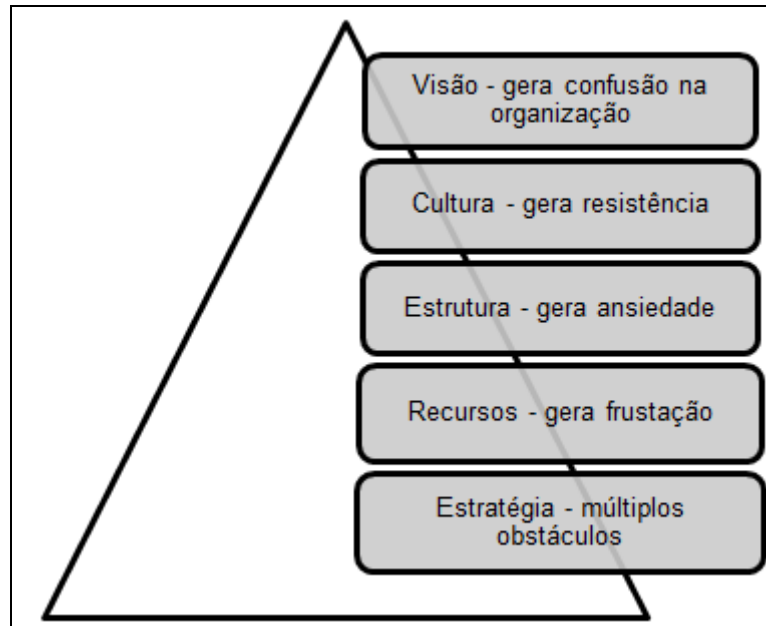 Visão - gera confusão na
organização
Cultura - gera resistência
Estrutura - gera ansiedade
Recursos - gera frustação
Estratégia - múltiplos
obstáculos